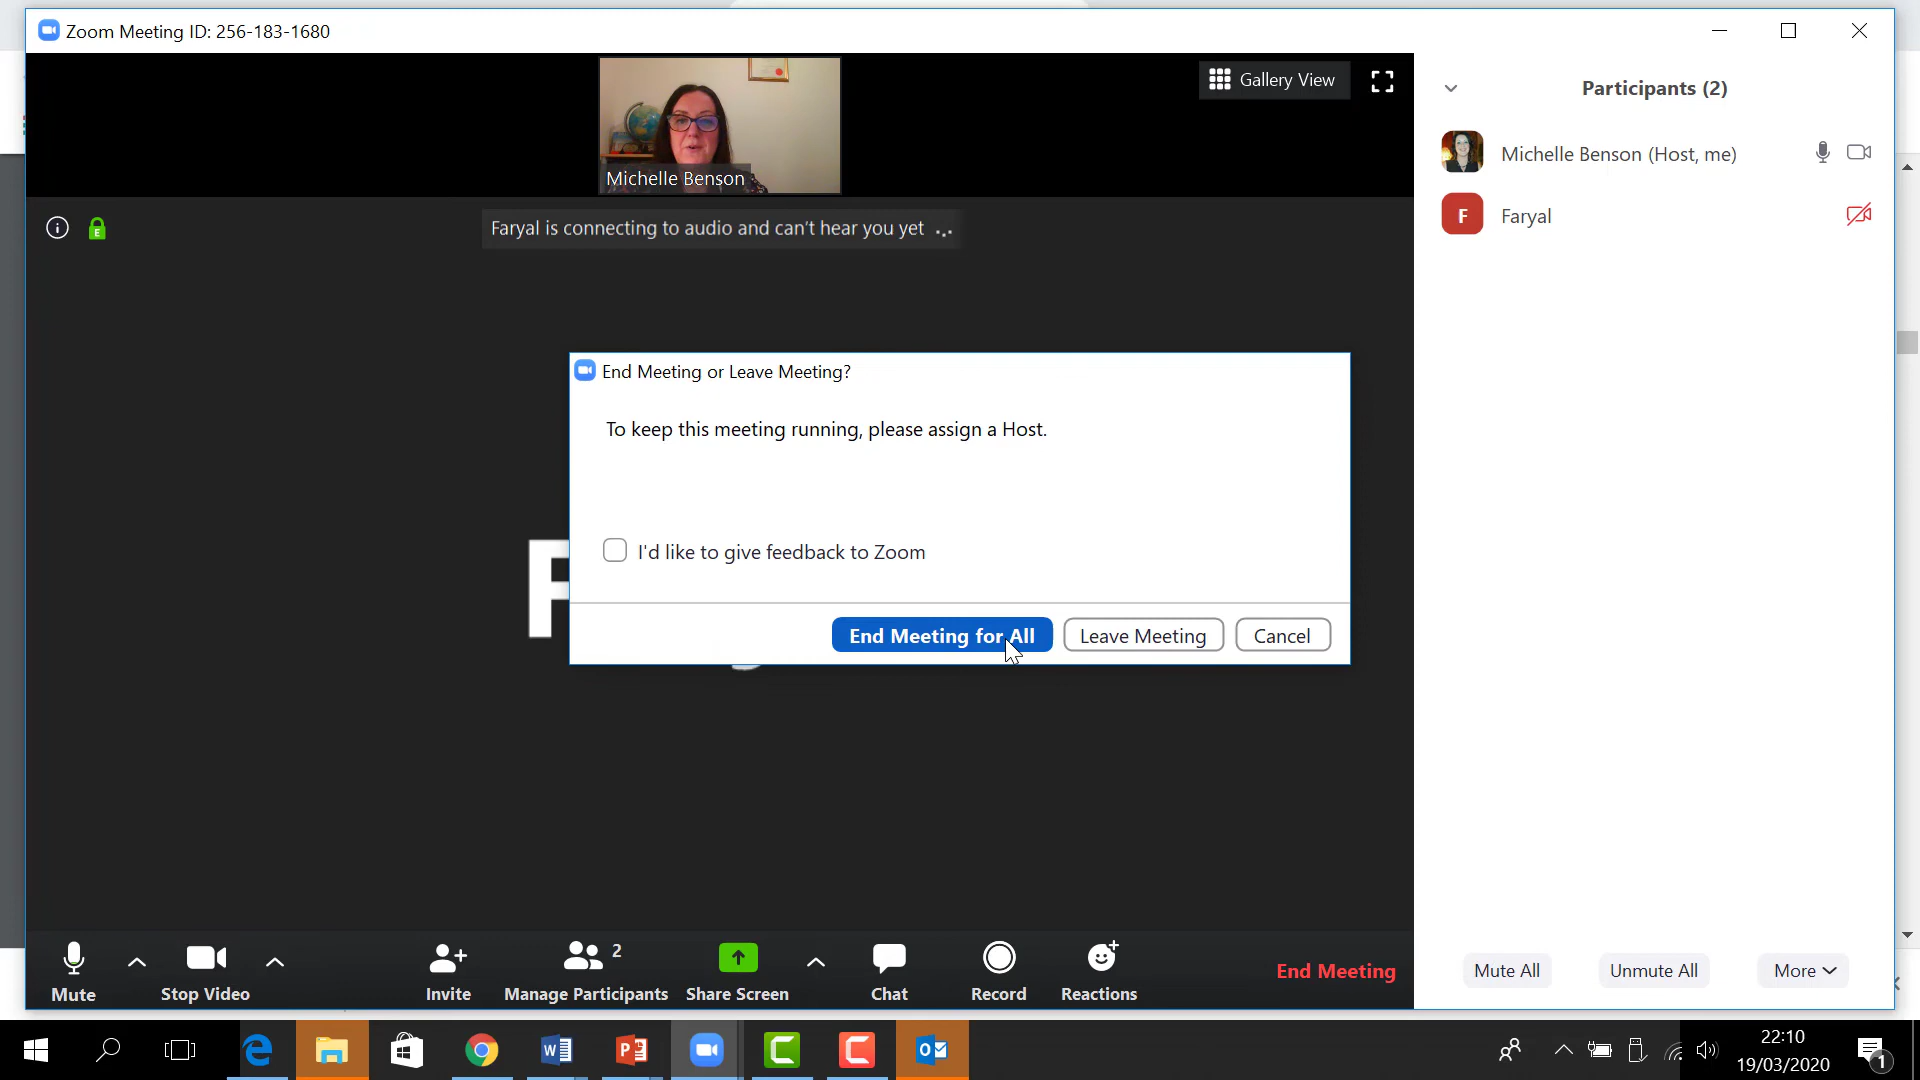 Zoom Meeting ID: 256-183-1680
Gallery View
Michelle Benson
Faryal is connecting to audio and can't hear you yet ...
Participants (2)
Michelle Benson (Host, me)
F
Faryal
E
End Meeting or Leave Meeting?
To keep this meeting running, please assign a Host.
I'd like to give feedback to Zoom
End Meeting for All
Leave Meeting
Cancel
2
Mute
Stop Video
Invite
Manage Participants
Share Screen
Chat
Record
Reactions
End Meeting
Mute All
Unmute All
More
22:10
19/03/2020
1